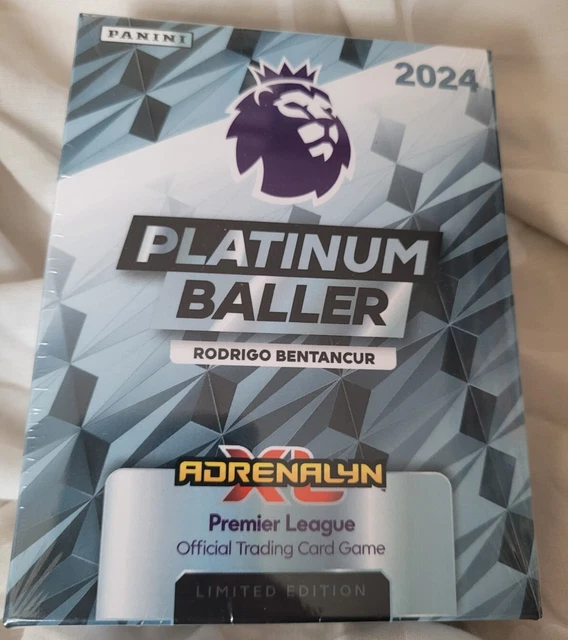 PANINI
2024
PLATINUM
BALLER
RODRIGO BENTANCUR
ADRENALYN
XL
Premier League
Official Trading Card Game
LIMITED EDITION